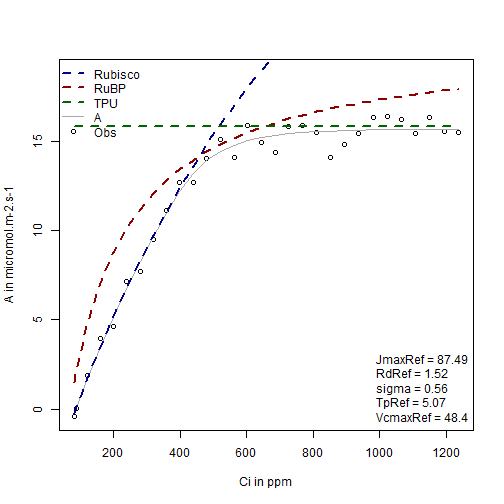 Rubisco
RuBP
TPU
A
Obs
A in micromol.m-2.s-1
0
5
10
15
JmaxRef = 87.49
RdRef = 1.52
sigma = 0.56
TpRef = 5.07
VcmaxRef = 48.4
200
400
600
800
1000
1200
Ci in ppm